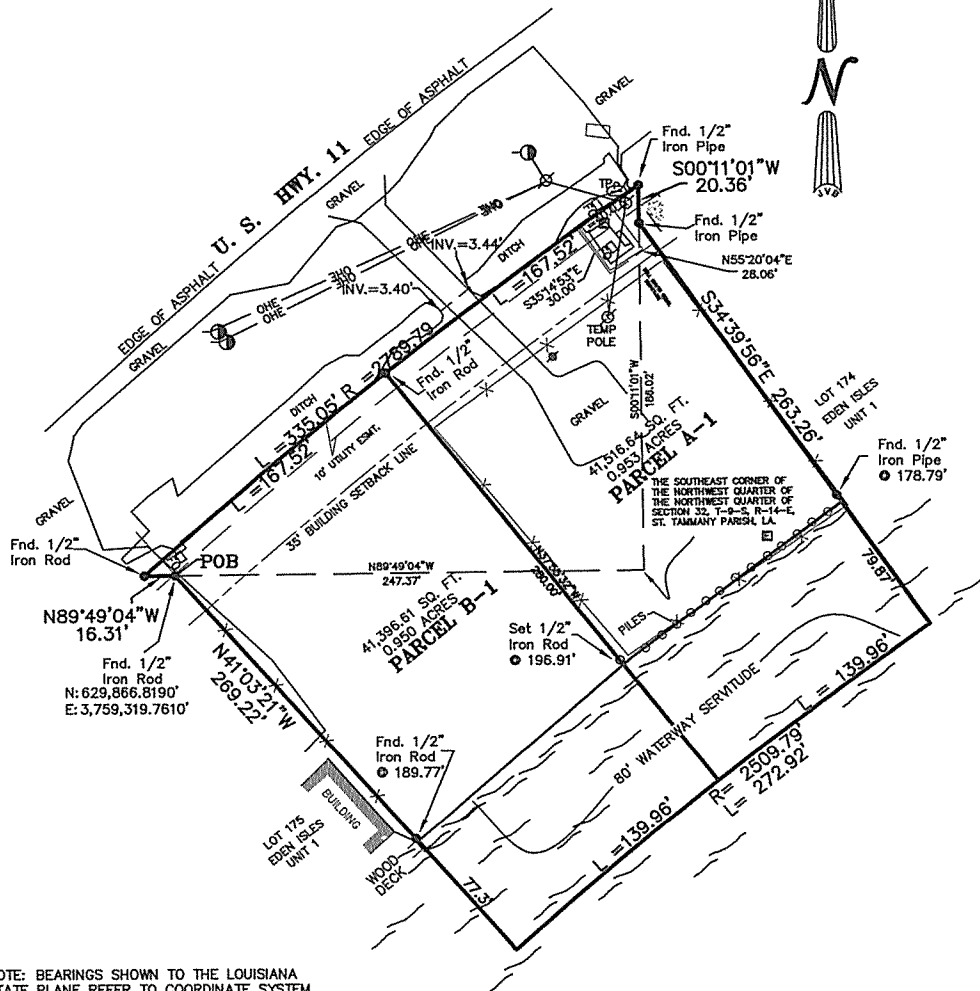 N
J.V.B
EDGE OF ASPHALT
U. S. HWY. 11
EDGE OF ASPHALT
GRAVEL
GRAVEL
GRAVEL
GRAVEL
Fnd. 1/2"
Iron Pipe
S00°11'01"W
20.36'
Fnd. 1/2"
Iron Pipe
N55°20'04"E
28.06'
OHE
OHE
OHE
OHE
OHE
OHE
INV.=3.44'
INV.=3.40'
DITCH
L =167.52'
S35°14'53"E
30.00'
TEMP
POLE
S34°39'56"E 263.26'
LOT 174
EDEN ISLES
UNIT 1
DITCH
L = 335.05' R =2789.79
L =167.52'
Fnd. 1/2"
Iron Rod
10' UTILITY ESMT.
35' BUILDING SETBACK LINE
S00°11'01"W
GRAVEL
41,516.64 SQ. FT.
0.953 ACRES
PARCEL A-1
Fnd. 1/2"
Iron Pipe
@ 178.79'
THE SOUTHEAST CORNER OF
THE NORTHWEST QUARTER OF
SECTION 32, T-9-S, R-14-E,
ST. TAMMANY PARISH, LA.
E
GRAVEL
Fnd. 1/2"
Iron Rod
POB
N89°49'04"W
247.37'
N89°49'04"W
16.31'
Fnd. 1/2"
Iron Rod
N: 629,866.8190'
E: 3,759,319.7610'
41,396.61 SQ. FT.
0.950 ACRES
PARCEL B-1
280.00'
79.87'
Set 1/2"
Iron Rod
@ 196.91'
PILES
N41°03'21"W
269.22'
80' WATERWAY SERVITUDE
L = 139.96'
R= 2509.79'
L= 272.92'
Fnd. 1/2"
Iron Rod
@ 189.77'
BUILDING
LOT 175
EDEN ISLES
UNIT 1
WOOD
DECK
L =139.96'
77.3'
OTE: BEARINGS SHOWN TO THE LOUISIANA
TATE PLANE REFER TO COORDINATE SYSTEM